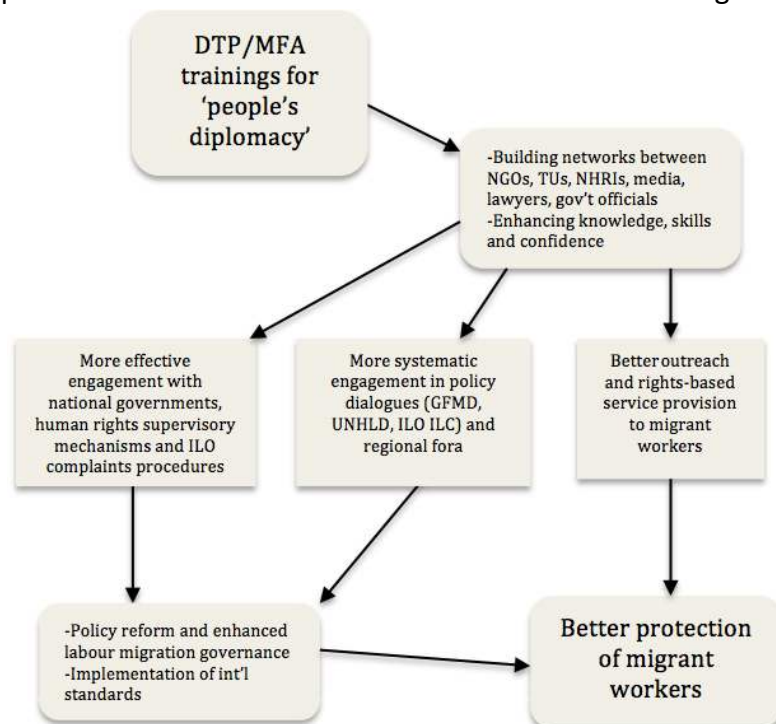 DTP/MFA
trainings for
‘people’s
diplomacy’
-Building networks between
NGOs, TUs, NHRIs, media,
lawyers, gov’t officials
-Enhancing knowledge, skills
and confidence
More effective
engagement with
national governments,
human rights supervisory
mechanisms and ILO
complaints procedures
More systematic
engagement in policy
dialogues (GFMD,
UNHLD, ILO ILC) and
regional fora
Better outreach
and rights-based
service provision
to migrant
workers
-Policy reform and enhanced
labour migration governance
-Implementation of int’l
standards
Better protection
of migrant
workers